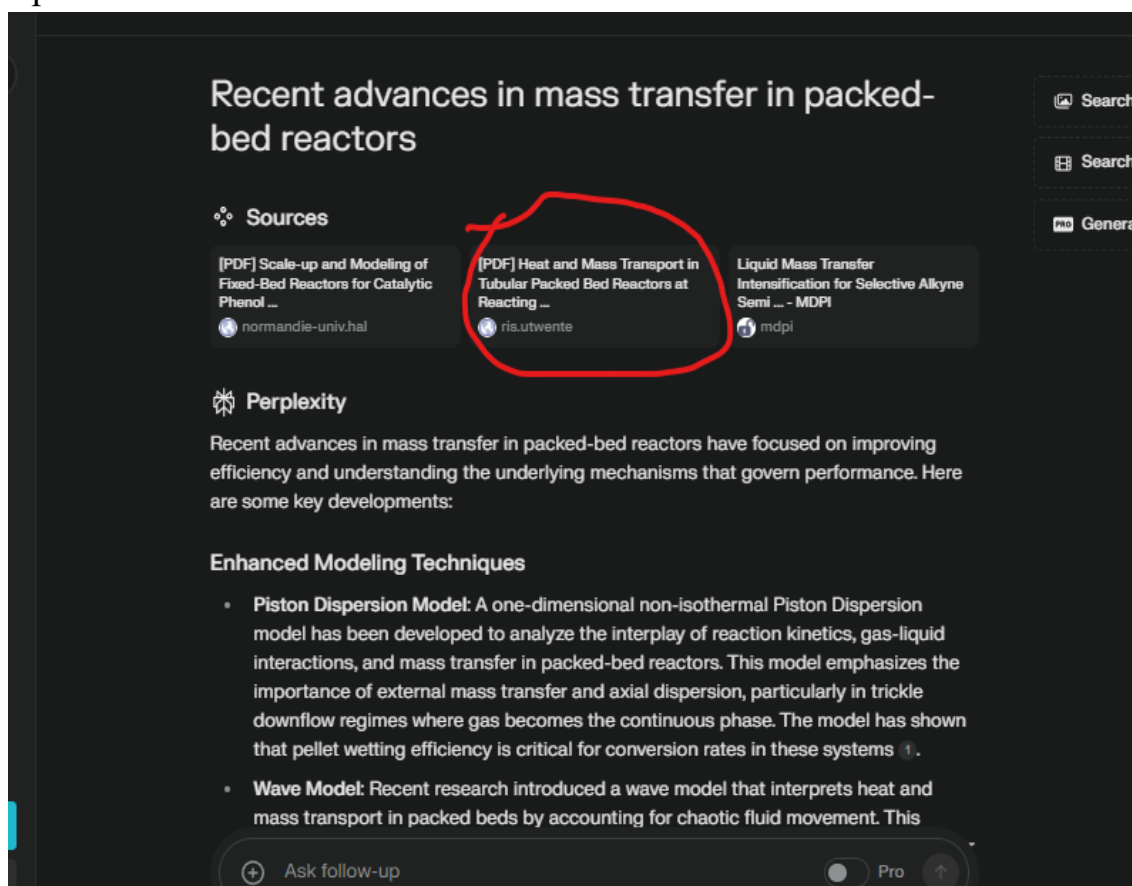 Recent advances in mass transfer in packed-
bed reactors
Search
Search
PRO Genera
Sources
[PDF] Scale-up and Modeling of
Fixed-Bed Reactors for Catalytic
Phenol ...
normandie-univ.hal
[PDF] Heat and Mass Transport in
Tubular Packed Bed Reactors at
Reacting ...
ris.utwente
Liquid Mass Transfer
Intensification for Selective Alkyne
Semi ... - MDPI
mdpi
Perplexity
Recent advances in mass transfer in packed-bed reactors have focused on improving
efficiency and understanding the underlying mechanisms that govern performance. Here
are some key developments:
Enhanced Modeling Techniques
• Piston Dispersion Model: A one-dimensional non-isothermal Piston Dispersion
model has been developed to analyze the interplay of reaction kinetics, gas-liquid
interactions, and mass transfer in packed-bed reactors. This model emphasizes the
importance of external mass transfer and axial dispersion, particularly in trickle
downflow regimes where gas becomes the continuous phase. The model has shown
that pellet wetting efficiency is critical for conversion rates in these systems 1.
• Wave Model: Recent research introduced a wave model that interprets heat and
mass transport in packed beds by accounting for chaotic fluid movement. This
Ask follow-up
Pro